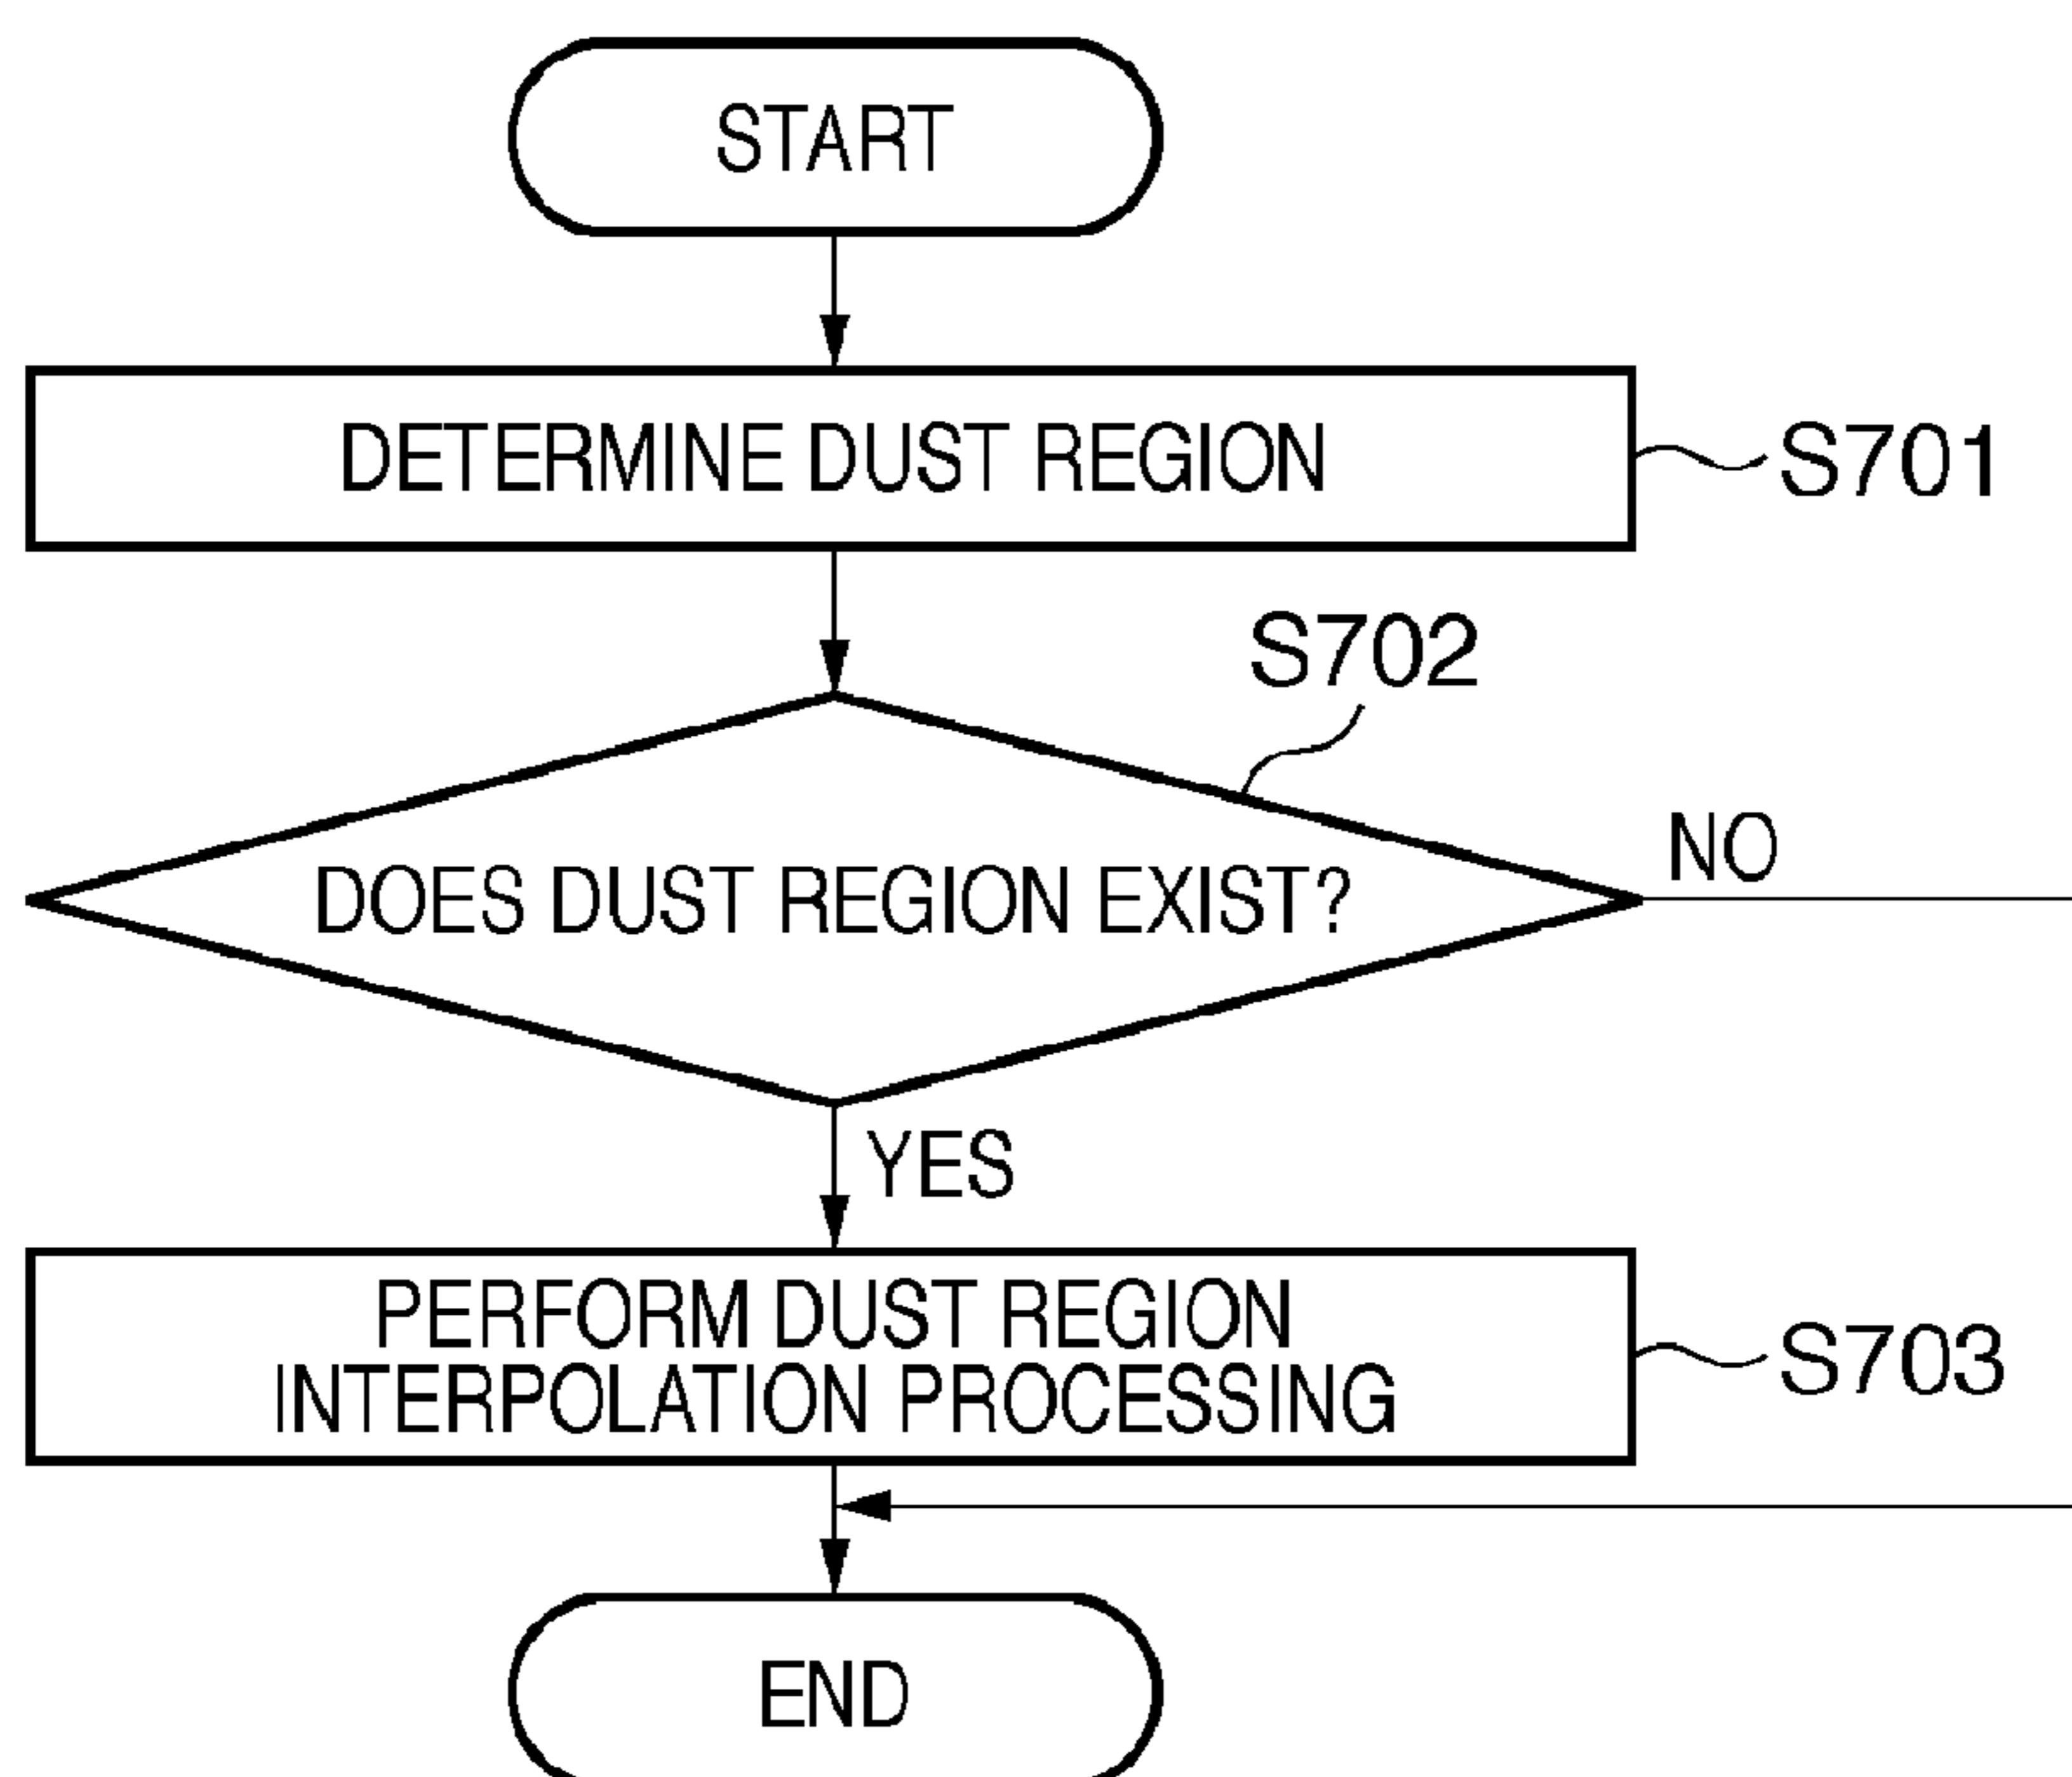 START
DETERMINE DUST REGION
S701
S702
DOES DUST REGION EXIST?
NO
YES
PERFORM DUST REGION
INTERPOLATION PROCESSING
S703
END